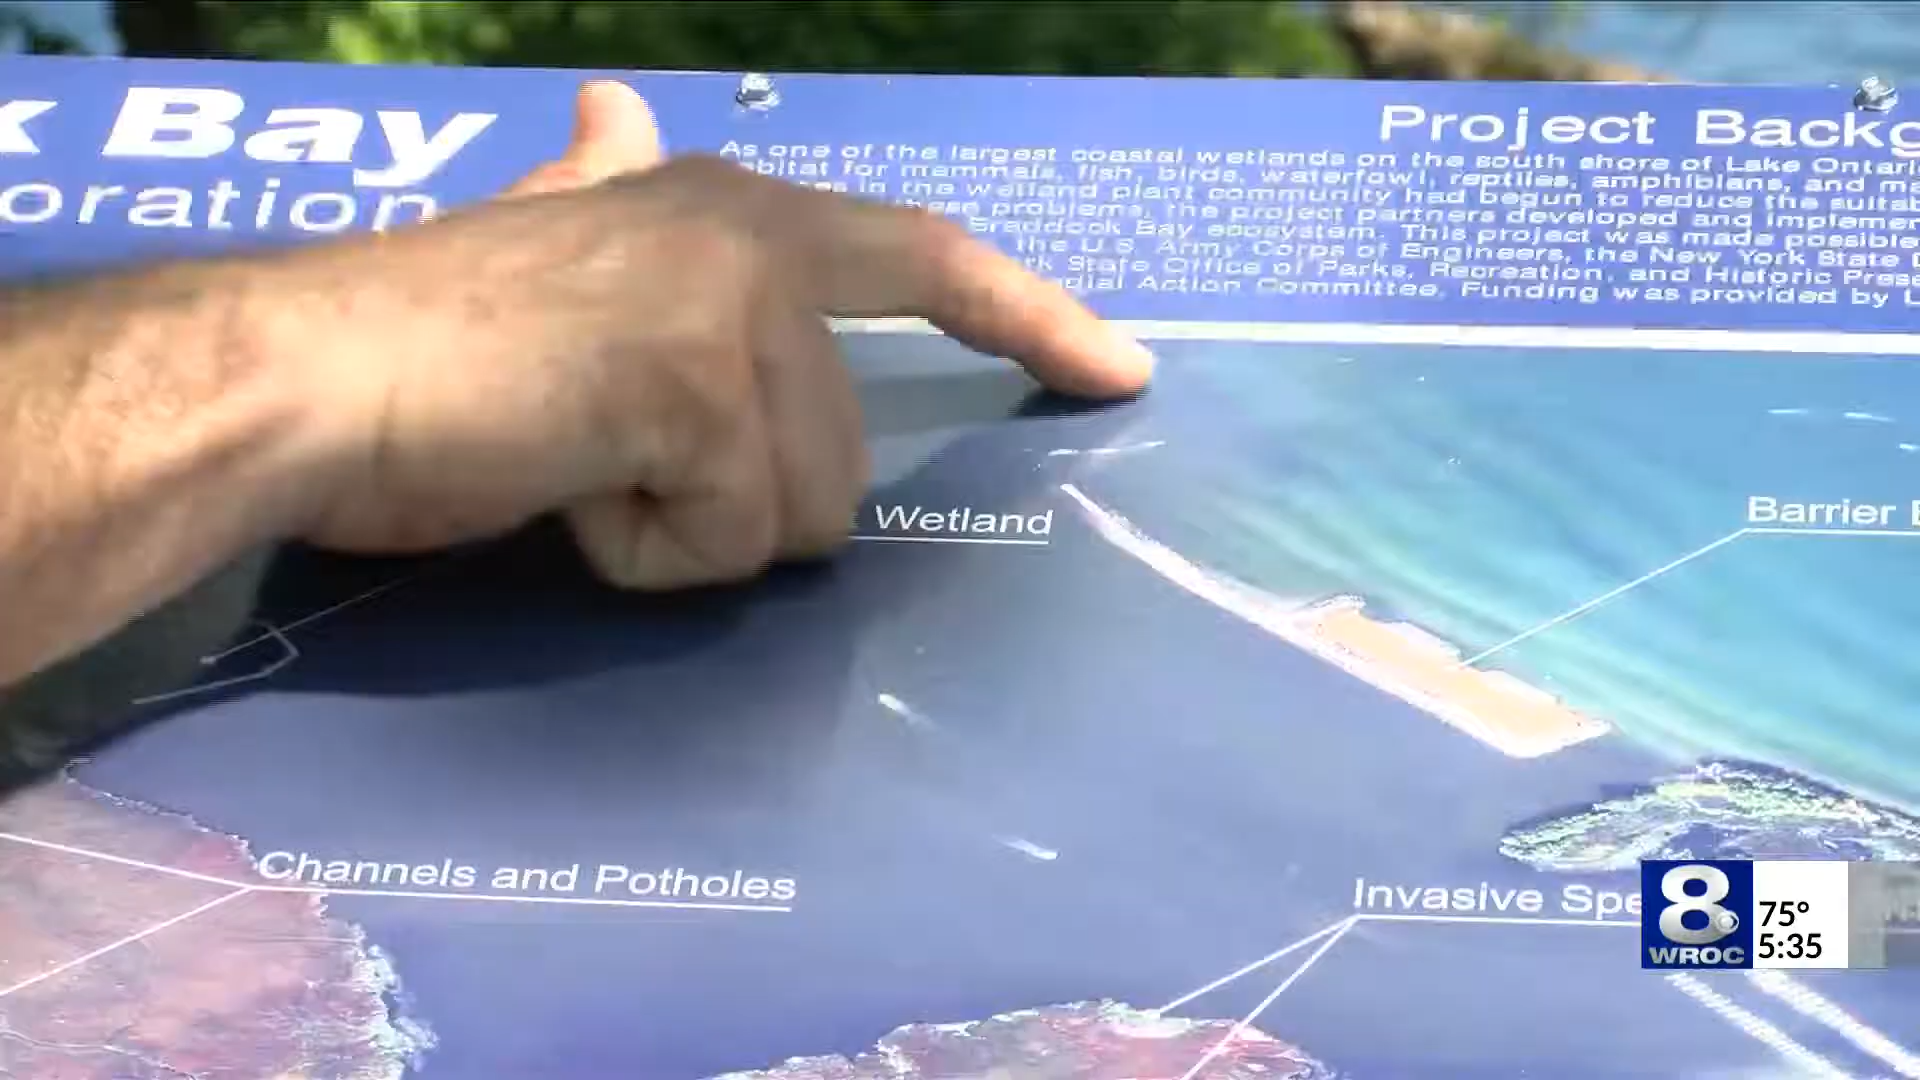 Bay
oration
Project Backg
As one of the largest coastal wetlands on the south shore of Lake Ontari
abitat for mammals, fish, birds, waterfowl, reptiles, amphibians, and ma
in the wetland plant community had begun to reduce the suitab
these problems, the project partners developed and implemen
Braddock Bay ecosystem. This project was made possible
the U.S. Army Corps of Engineers, the New York State
rk State Office of Parks, Recreation, and Historic Prese
edial Action Committee. Funding was provided by
Wetland
Barrier
Channels and Potholes
Invasive Spe
8
WROC
75°
5:35